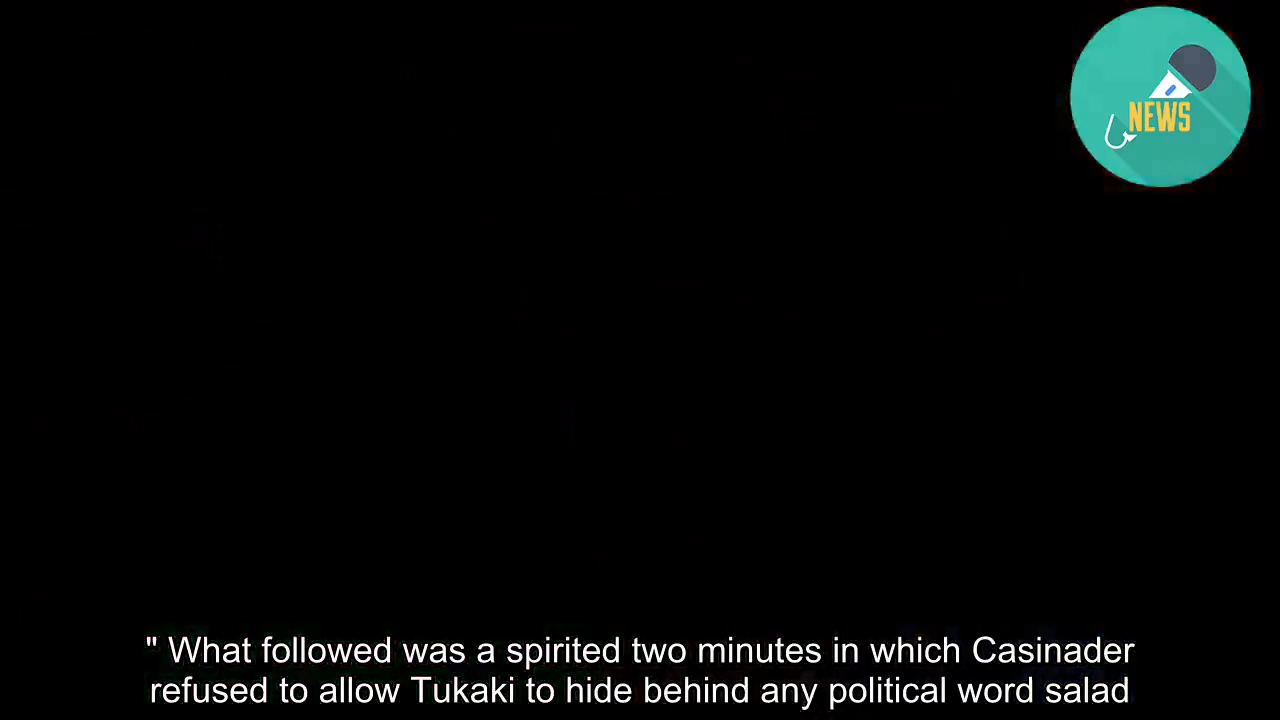 NEWS
" What followed was a spirited two minutes in which Casinader
refused to allow Tukaki to hide behind any political word salad